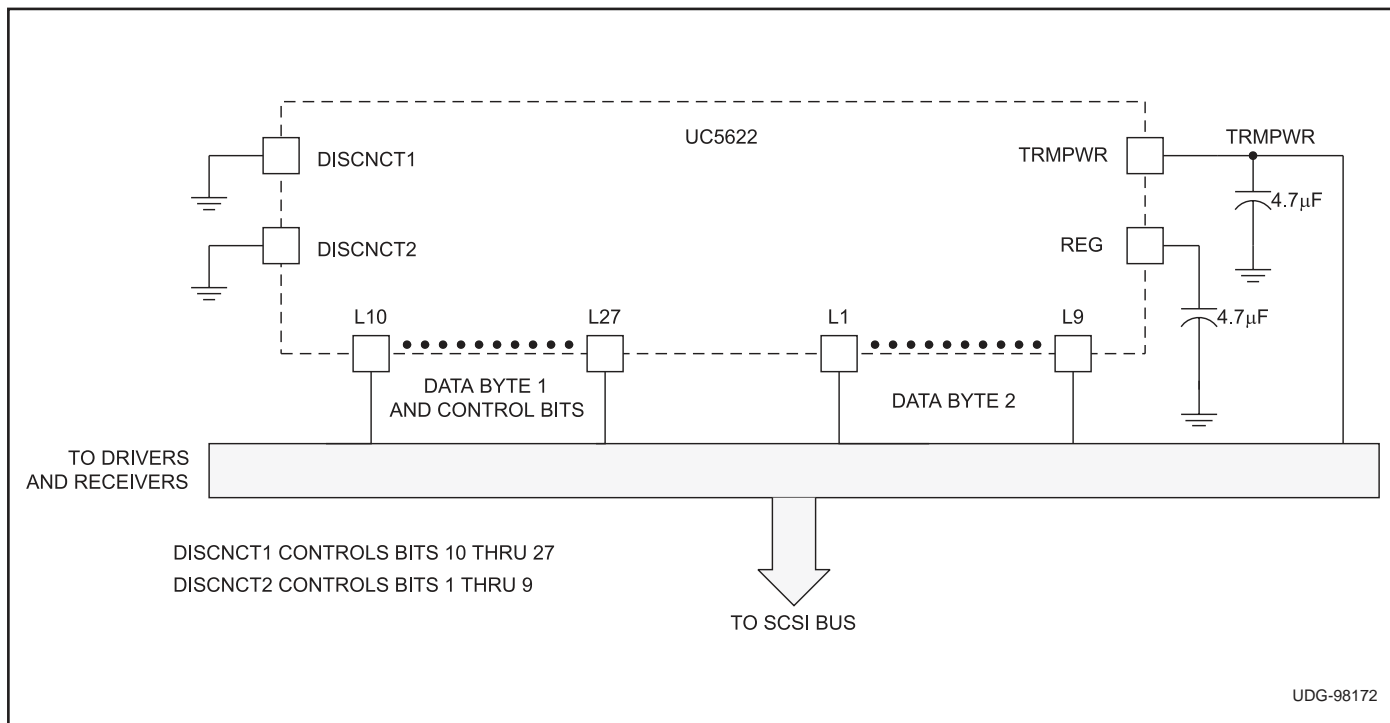 UC5622
DISCNCT1
TRMPWR
TRMPWR
4.7µF
DISCNCT2
REG
4.7µF
L10
L27
L1
L9
DATA BYTE 1
AND CONTROL BITS
DATA BYTE 2
TO DRIVERS
AND RECEIVERS
DISCNCT1 CONTROLS BITS 10 THRU 27
DISCNCT2 CONTROLS BITS 1 THRU 9
TO SCSI BUS
UDG-98172